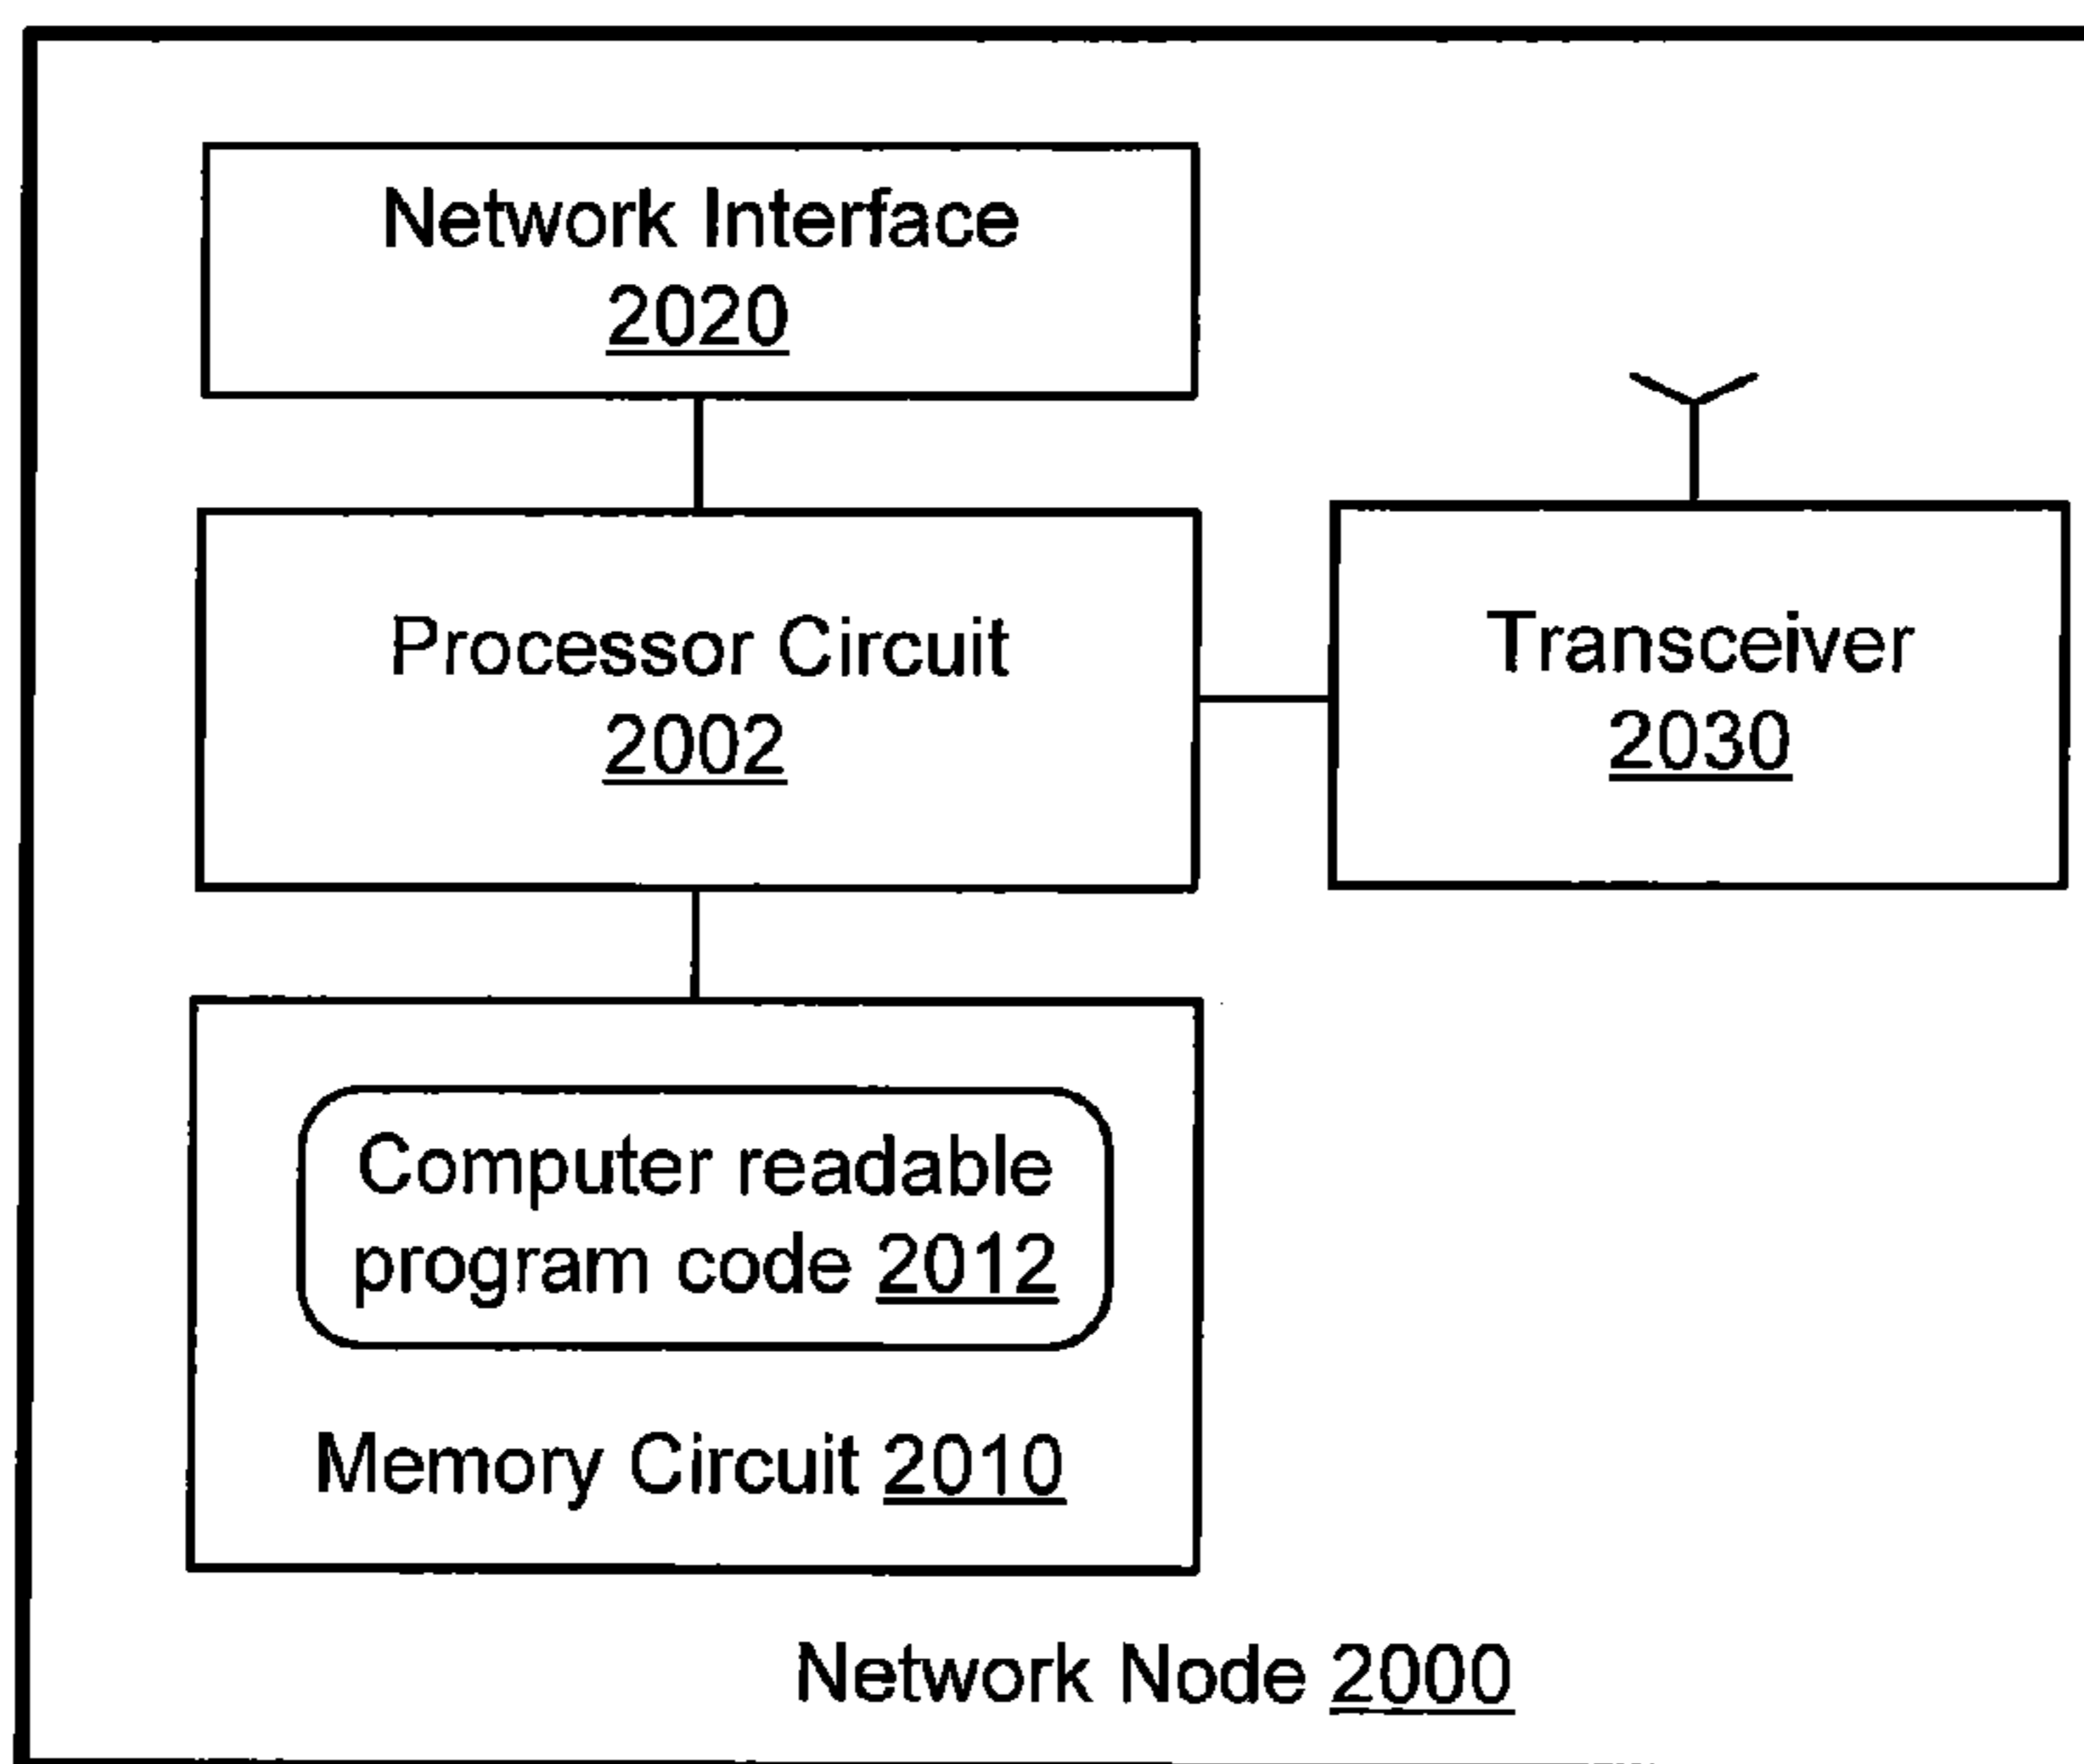 Network Interface
2020
Processor Circuit
2002
Transceiver
2030
Computer readable
program code 2012
Memory Circuit 2010
Network Node 2000